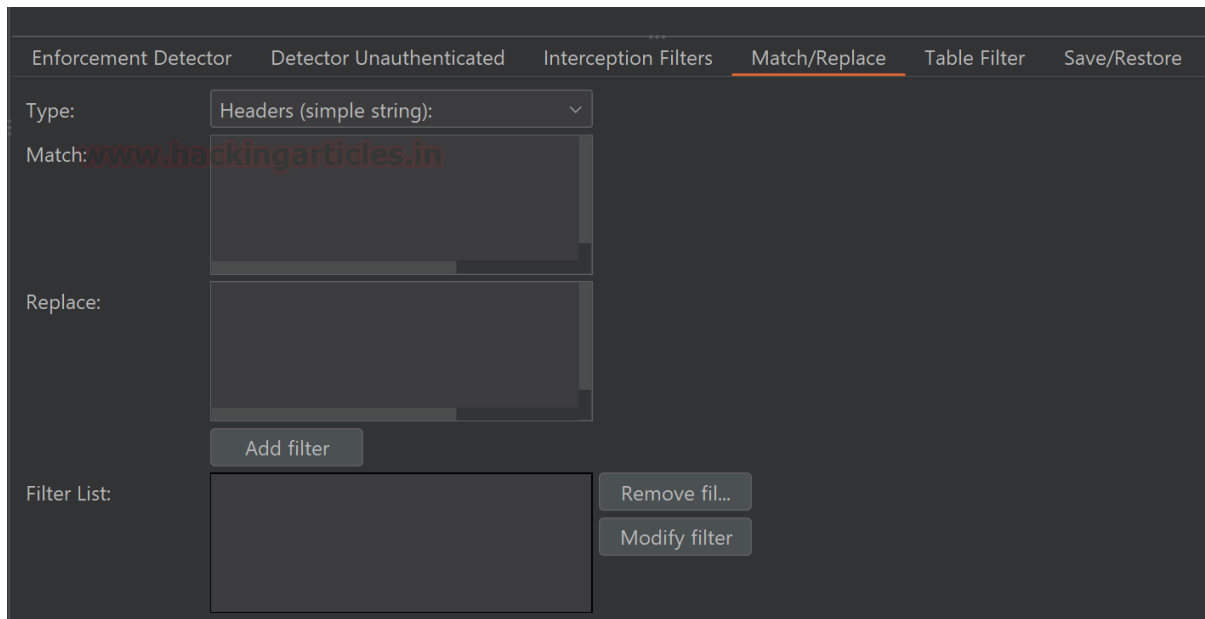 Enforcement Detector Detector Unauthenticated Interception Filters Match/Replace Table Filter Save/Restore
Type: Headers (simple string):
Match:
www.hackingarticles.in
Replace:
Add filter
Filter List: Remove fil...
Modify filter